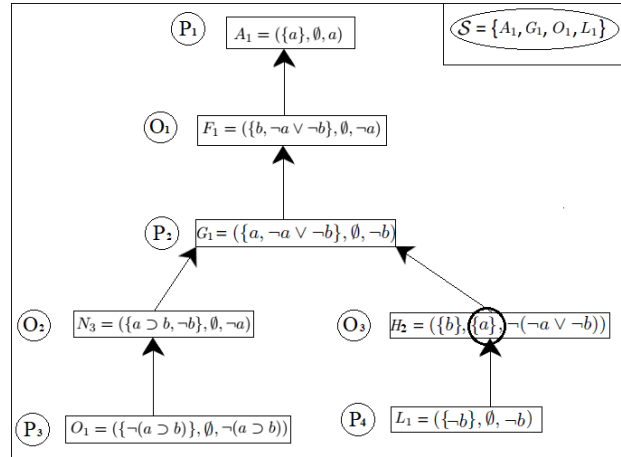 P₁ A₁ = ({a}, ∅, a)
𝒮 = {A₁, G₁, O₁, L₁}
O₁ F₁ = ({b, ¬a ∨ ¬b}, ∅, ¬a)
P₂ G₁ = ({a, ¬a ∨ ¬b}, ∅, ¬b)
O₂ N₃ = ({a ⊃ b, ¬b}, ∅, ¬a)
O₃ H₂ = ({b}, {a}, ¬(¬a ∨ ¬b))
P₃ O₁ = ({¬(a ⊃ b)}, ∅, ¬(a ⊃ b))
P₄ L₁ = ({¬b}, ∅, ¬b)